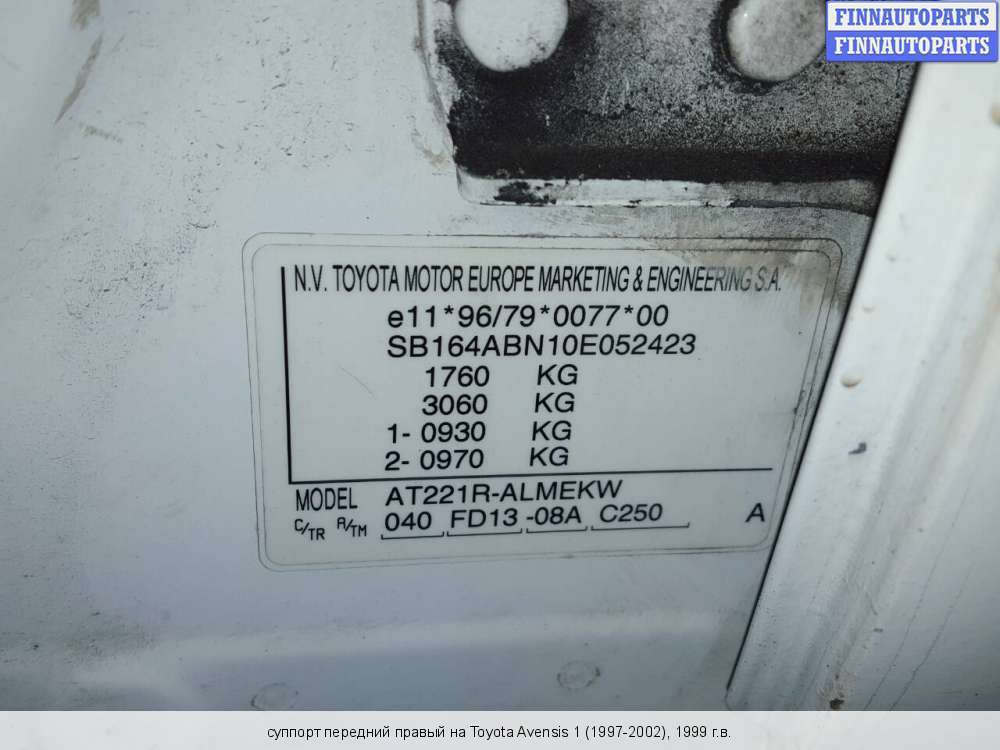 FINNAUTOPARTS
FINNAUTOPARTS
N.V. TOYOTA MOTOR EUROPE MARKETING & ENGINEERING S.A.
e11*96/79*0077*00
SB164ABN10E052423
1760 KG
3060 KG
1- 0930 KG
2- 0970 KG
MODEL AT221R-ALMEKW
C/TR A/TM 040 FD13 -08A C250 A
суппорт передний правый на Toyota Avensis 1 (1997-2002), 1999 г.в.